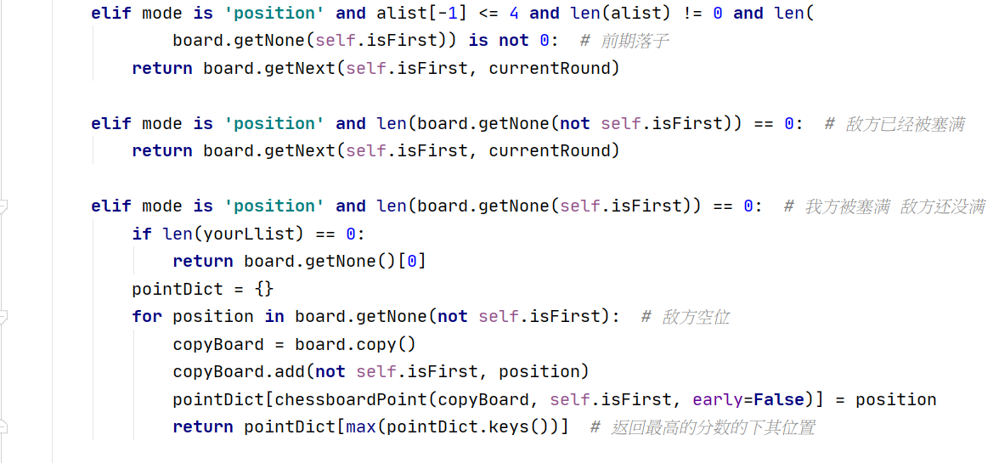 elif mode is 'position' and alist[-1] <= 4 and len(alist) != 0 and len(
        board.getNone(self.isFirst)) is not 0:  # 前期落子
    return board.getNext(self.isFirst, currentRound)

elif mode is 'position' and len(board.getNone(not self.isFirst)) == 0:  # 敌方已经被塞满
    return board.getNext(self.isFirst, currentRound)

elif mode is 'position' and len(board.getNone(self.isFirst)) == 0:  # 我方被塞满 敌方还没满
    if len(yourLlist) == 0:
        return board.getNone()[0]
    pointDict = {}
    for position in board.getNone(not self.isFirst):  # 敌方空位
        copyBoard = board.copy()
        copyBoard.add(not self.isFirst, position)
        pointDict[chessboardPoint(copyBoard, self.isFirst, early=False)] = position
        return pointDict[max(pointDict.keys())]  # 返回最高的分数的下其位置